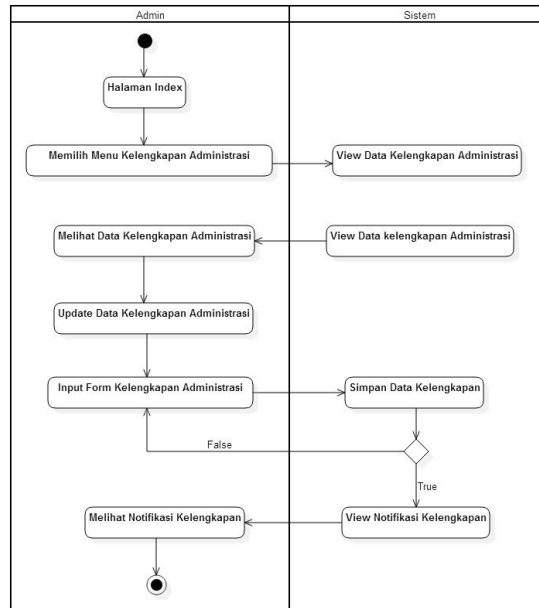 Admin
Sistem
Halaman Index
Memilih Menu Kelengkapan Administrasi
View Data Kelengkapan Administrasi
Melihat Data Kelengkapan Administrasi
View Data kelengkapan Administrasi
Update Data Kelengkapan Administrasi
Input Form Kelengkapan Administrasi
Simpan Data Kelengkapan
False
True
Melihat Notifikasi Kelengkapan
View Notifikasi Kelengkapan